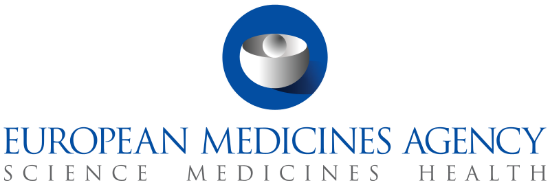 EUROPEAN MEDICINES AGENCY
SCIENCE MEDICINES HEALTH